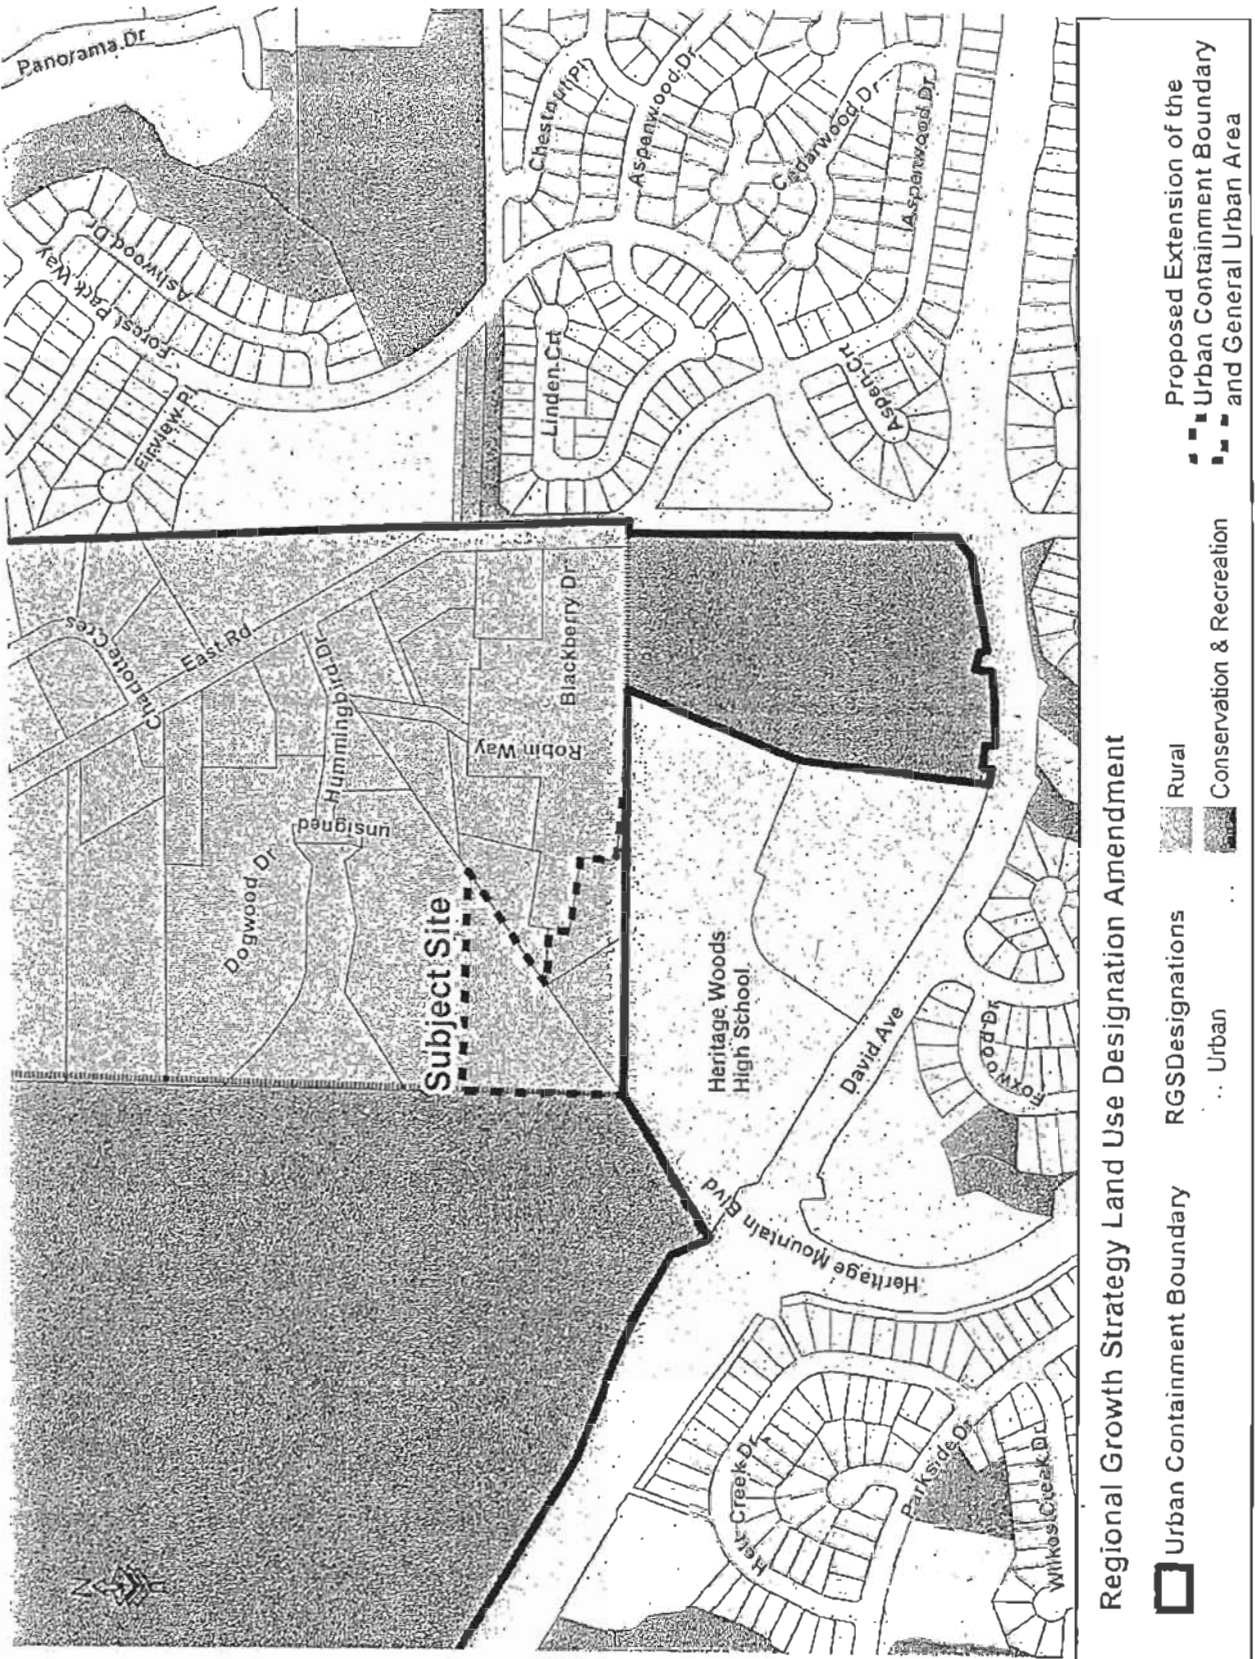 Panorama Dr
Chestnut Pl
Aspenwood Dr
Cedarwood Dr
Aspenwood Dr
Ashwood Dr
Forest Park Way
Firview Pl
Linden Crt
Aspen Crt
Charlotte Cres
East Rd
Hummingbird Dr
Blackberry Dr
Robin Way
unsigned
Dogwood Dr
Subject Site
Heritage Woods
High School
David Ave
Foxwood Dr
Heritage Mountain Blvd
Creek Dr
Parkside Dr
Wilkes Creek Dr
N
Regional Growth Strategy Land Use Designation Amendment
Urban Containment Boundary
RGSDesignations
Urban
Rural
Conservation & Recreation
Proposed Extension of the
Urban Containment Boundary
and General Urban Area